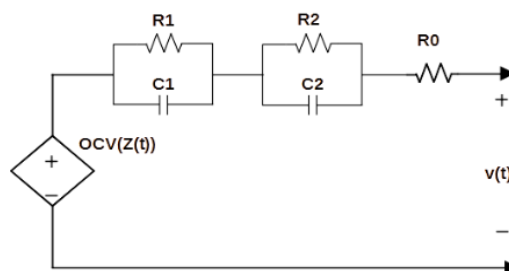 R1
R2
R0
C1
C2
OCV(Z(t))
+
+
−
v(t)
−